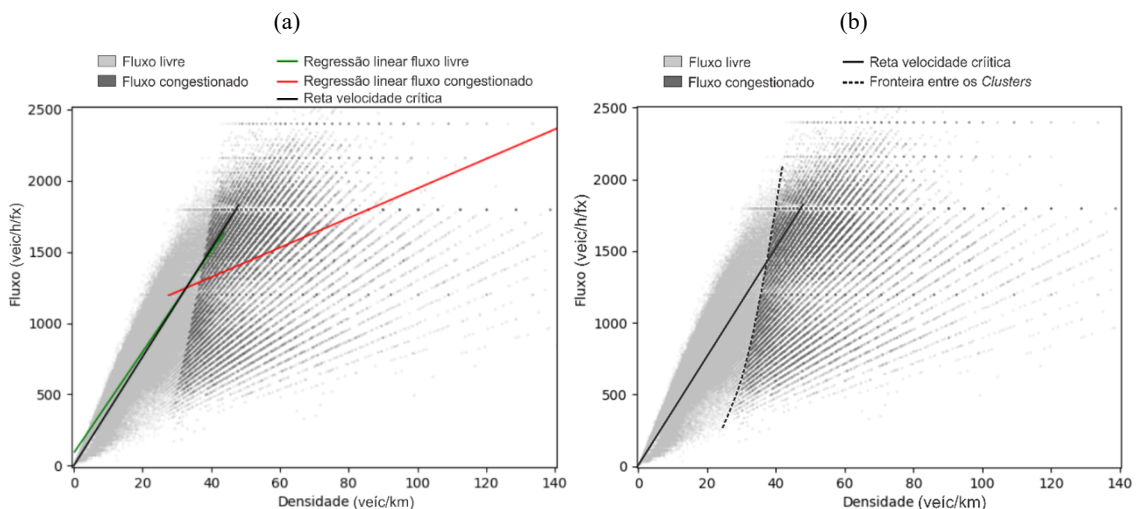 (a)
Fluxo livre
Fluxo congestionado
Regressão linear fluxo livre
Regressão linear fluxo congestionado
Reta velocidade crítica
Fluxo (veic/h/fx)
2500
2000
1500
1000
500
0
0 20 40 60 80 100 120 140
Densidade (veíc/km)
(b)
Fluxo livre
Fluxo congestionado
Reta velocidade crítica
Fronteira entre os Clusters
Fluxo (veic/h/fx)
2500
2000
1500
1000
500
0
0 20 40 60 80 100 120 140
Densidade (veíc/km)